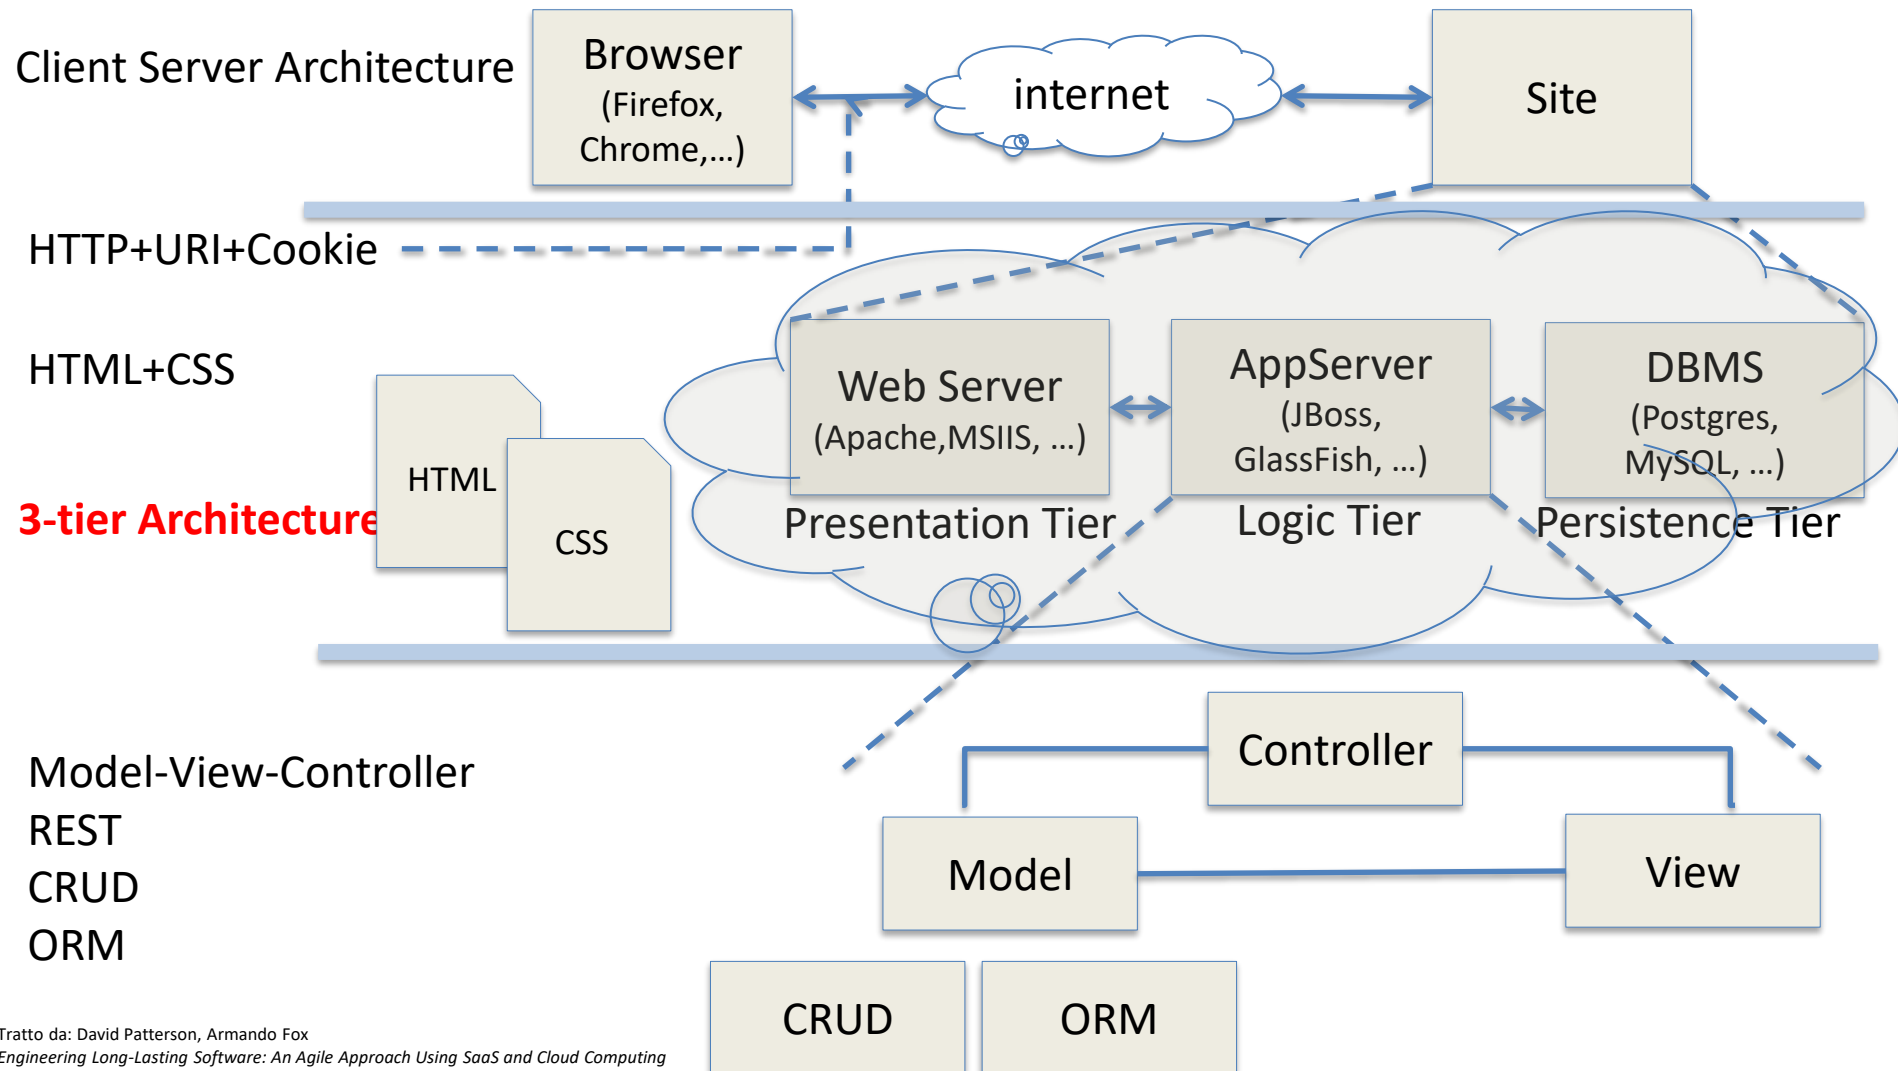 Client Server Architecture
Browser
(Firefox,
Chrome,...)
internet
Site
HTTP+URI+Cookie
HTML+CSS
3-tier Architecture
HTML
CSS
Web Server
(Apache,MSIIS, ...)
Presentation Tier
AppServer
(JBoss,
GlassFish, ...)
Logic Tier
DBMS
(Postgres,
MySQL, ...)
Persistence Tier
Model-View-Controller
REST
CRUD
ORM
Controller
Model
View
CRUD
ORM
Tratto da: David Patterson, Armando Fox
Engineering Long-Lasting Software: An Agile Approach Using SaaS and Cloud Computing